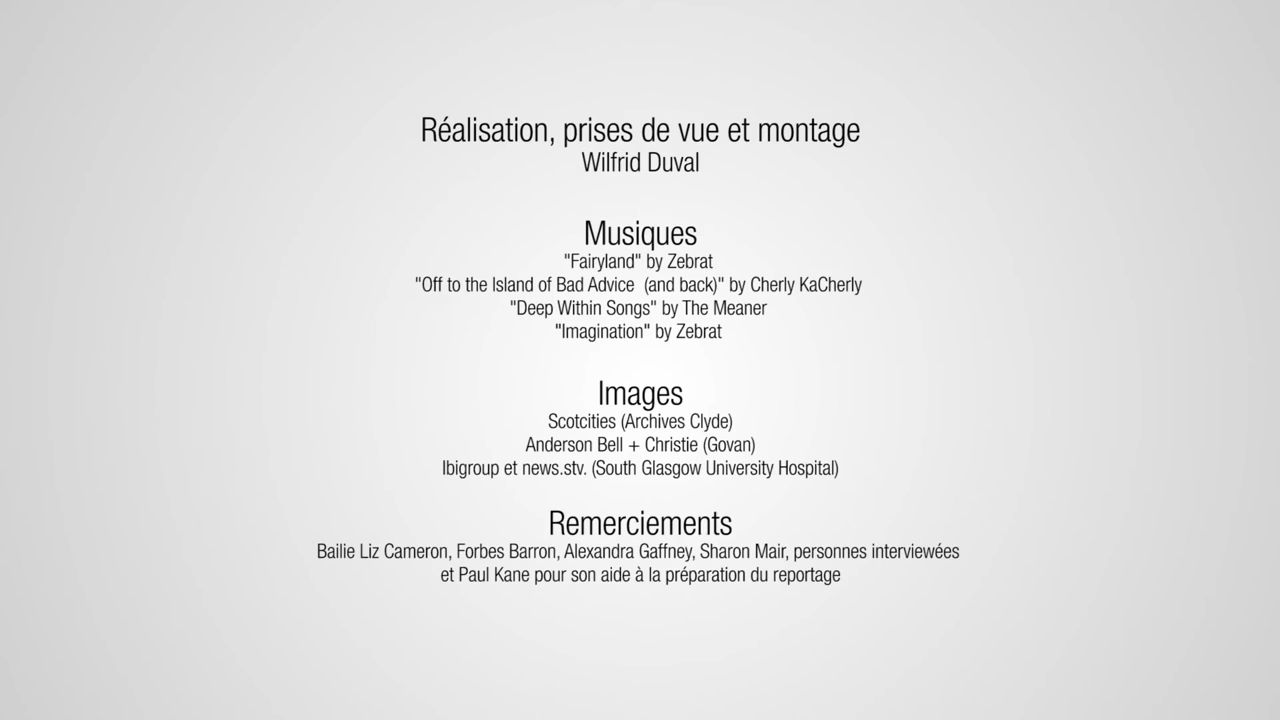 Réalisation, prises de vue et montage
Wilfrid Duval
Musiques
"Fairyland" by Zebrat
"Off to the Island of Bad Advice  (and back)" by Cherly KaCherly
"Deep Within Songs" by The Meaner
"Imagination" by Zebrat
Images
Scotcities (Archives Clyde)
Anderson Bell + Christie (Govan)
Ibigroup et news.stv. (South Glasgow University Hospital)
Remerciements
Bailie Liz Cameron, Forbes Barron, Alexandra Gaffney, Sharon Mair, personnes interviewées
et Paul Kane pour son aide à la préparation du reportage